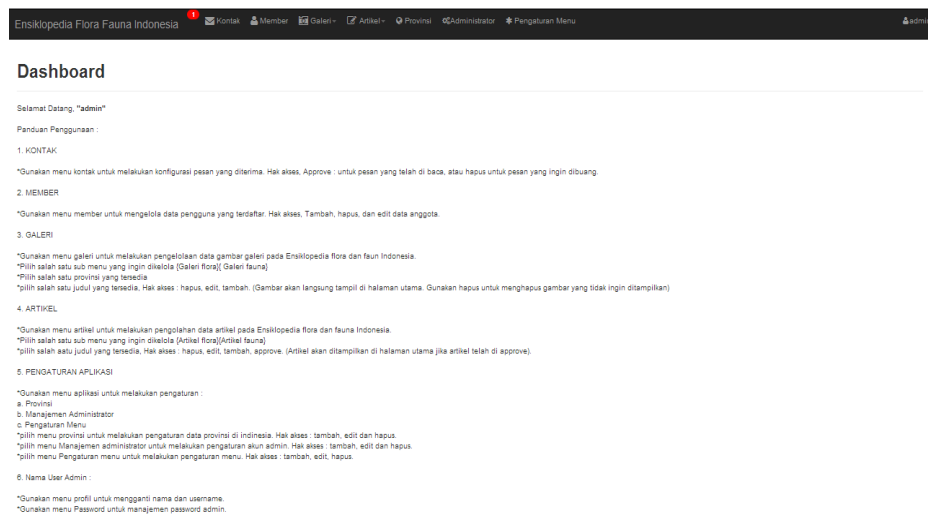 Ensiklopedia Flora Fauna Indonesia 1 Kontak Member Galeri Artikel Provinsi Administrator Pengaturan Menu admin
Dashboard
Selamat Datang, "admin"
Panduan Penggunaan :
1. KONTAK
*Gunakan menu kontak untuk melakukan konfigurasi pesan yang diterima. Hak akses, Approve : untuk pesan yang telah di baca, atau hapus untuk pesan yang ingin dibuang.
2. MEMBER
*Gunakan menu member untuk mengelola data pengguna yang terdaftar. Hak akses, Tambah, hapus, dan edit data anggota.
3. GALERI
*Gunakan menu galeri untuk melakukan pengelolaan data gambar galeri pada Ensiklopedia flora dan faun Indonesia.
*Pilih salah satu sub menu yang ingin dikelola {Galeri flora}{ Galeri fauna}
*Pilih salah satu provinsi yang tersedia
*pilih salah satu judul yang tersedia, Hak akses : hapus, edit, tambah. (Gambar akan langsung tampil di halaman utama. Gunakan hapus untuk menghapus gambar yang tidak ingin ditampilkan)
4. ARTIKEL
*Gunakan menu artikel untuk melakukan pengolahan data artikel pada Ensiklopedia flora dan fauna Indonesia.
*Pilih salah satu sub menu yang ingin dikelola {Artikel flora}{Artikel fauna}
*pilih salah aatu judul yang tersedia, Hak akses : hapus, edit, tambah, approve. (Artikel akan ditampilkan di halaman utama jika artikel telah di approve).
5. PENGATURAN APLIKASI
*Gunakan menu aplikasi untuk melakukan pengaturan :
a. Provinsi
b. Manajemen Administrator
c. Pengaturan Menu
*pilih menu provinsi untuk melakukan pengaturan data provinsi di indinesia. Hak akses : tambah, edit dan hapus.
*pilih menu Manajemen administrator untuk melakukan pengaturan akun admin. Hak akses : tambah, edit dan hapus.
*pilih menu Pengaturan menu untuk melakukan pengaturan menu. Hak akses : tambah, edit, hapus.
6. Nama User Admin :
*Gunakan menu profil untuk mengganti nama dan username.
*Gunakan menu Password untuk manajemen password admin.